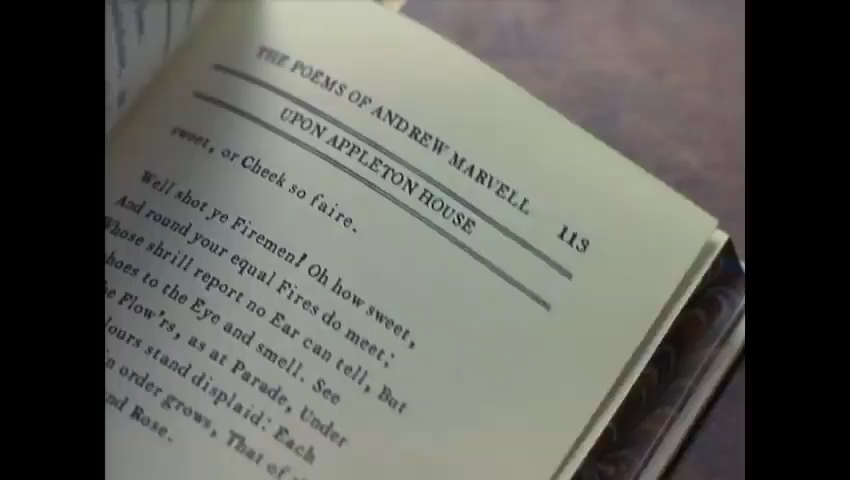 THE POEMS OF ANDREW MARVELL
UPON APPLETON HOUSE 113
sweet, or Cheek so faire.
Well shot ye Firemen! Oh how sweet,
And round your equal Fires do meet;
Whose shrill report no Ear can tell, But
hoes to the Eye and smell. See
he Flow'rs, as at Parade, Under
lours stand displaid: Each
n order grows, That of
nd Rose.